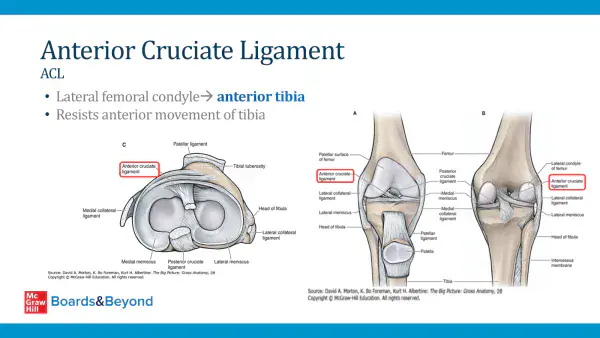 Anterior Cruciate Ligament
ACL
• Lateral femoral condyle→ anterior tibia
• Resists anterior movement of tibia
C
Patellar ligament
Anterior cruciate
ligament
Tibial tuberosity
Medial collateral
ligament
Head of fibula
Lateral collateral
ligament
Medial meniscus
Posterior cruciate
ligament
Lateral meniscus
Source: David A. Morton, K. Bo Foreman, Kurt H. Albertine: The Big Picture: Gross Anatomy, 2e
Copyright © McGraw-Hill Education. All rights reserved.
A
B
Patellar surface
of femur
Femur
Anterior cruciate
ligament
Lateral collateral
ligament
Lateral meniscus
Head of fibula
Posterior
cruciate
ligament
Medial
meniscus
Medial
collateral
ligament
Patellar
ligament
Patella
Tibia
Lateral condyle
of femur
Anterior cruciate
ligament
Lateral collateral
ligament
Lateral meniscus
Head of fibula
Interosseous
membrane
Source: David A. Morton, K. Bo Foreman, Kurt H. Albertine: The Big Picture: Gross Anatomy, 2e
Copyright © McGraw-Hill Education. All rights reserved.
Mc
Graw
Hill
Boards&Beyond